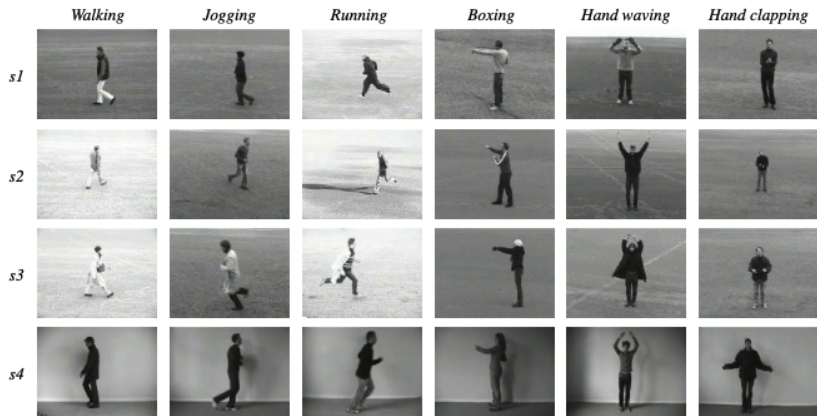 Walking Jogging Running Boxing Hand waving Hand clapping
s1
s2
s3
s4